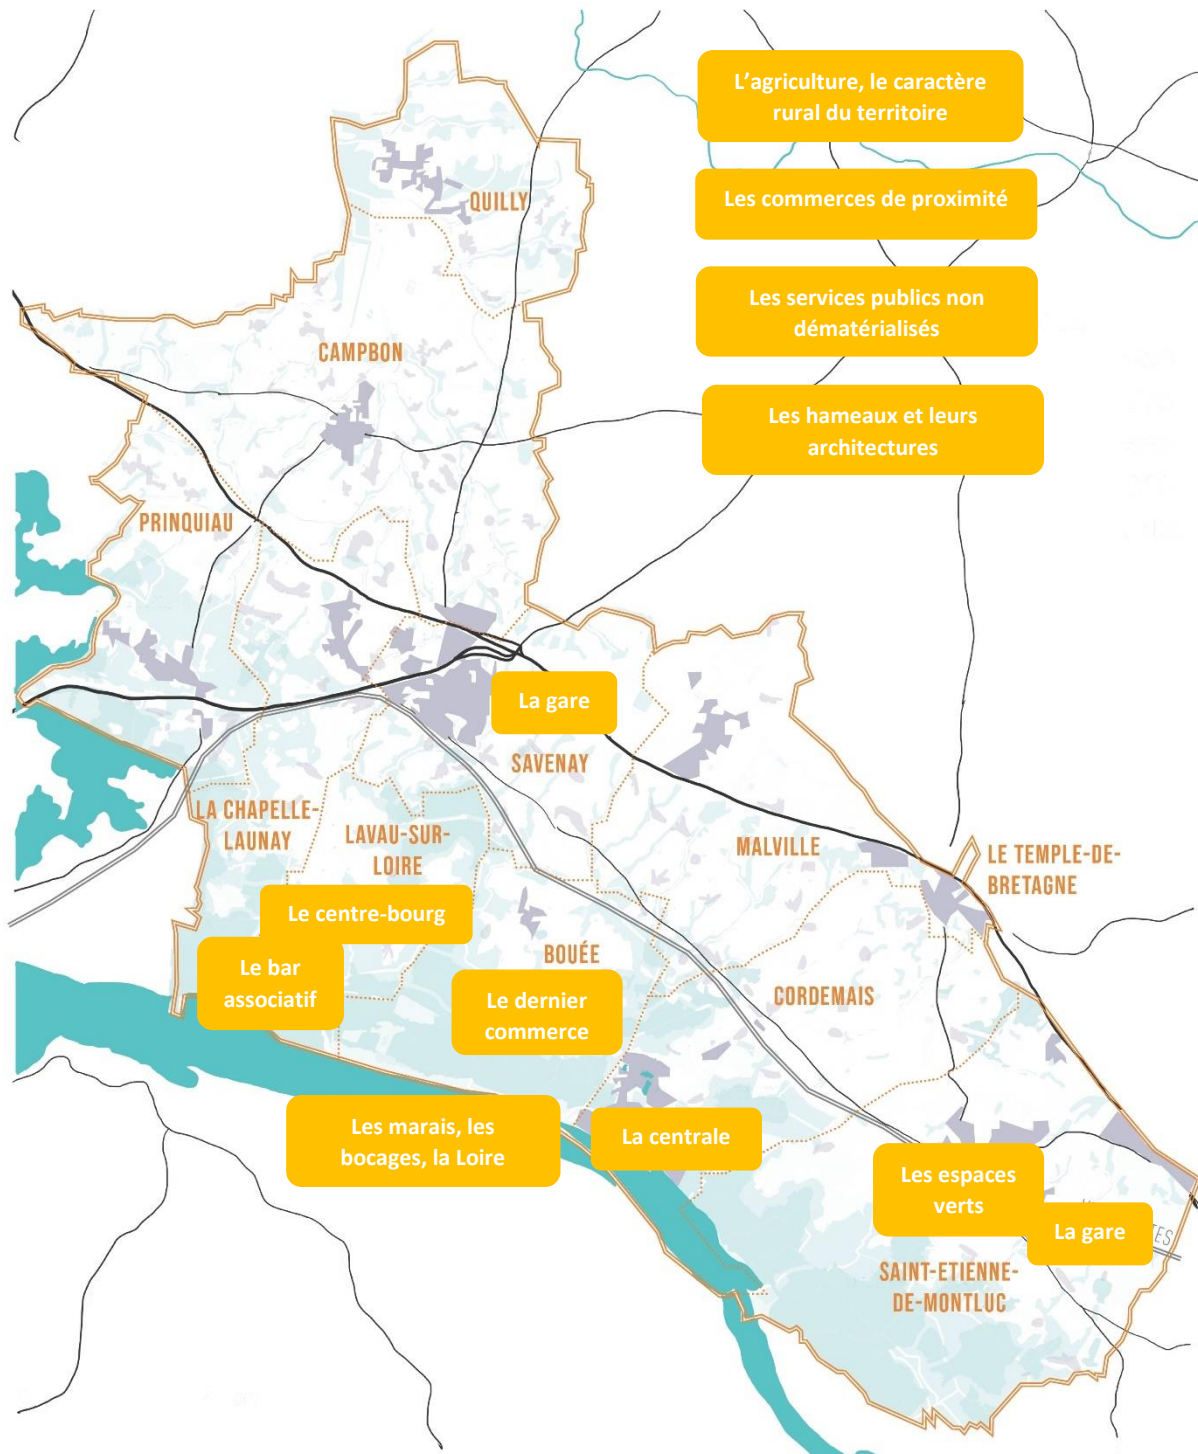 L'agriculture, le caractère
rural du territoire
QUILLY
Les commerces de proximité
Les services publics non
dématérialisés
CAMPBON
Les hameaux et leurs
architectures
PRINQUIAU
La gare
SAVENAY
LA CHAPELLE-
LAUNAY
LAVAU-SUR-
LOIRE
MALVILLE
LE TEMPLE-DE-
BRETAGNE
Le centre-bourg
BOUÉE
Le bar
associatif
CORDEMAIS
Le dernier
commerce
Les marais, les
bocages, la Loire
La centrale
Les espaces
verts
La gare
SAINT-ETIENNE-
DE-MONTLUC